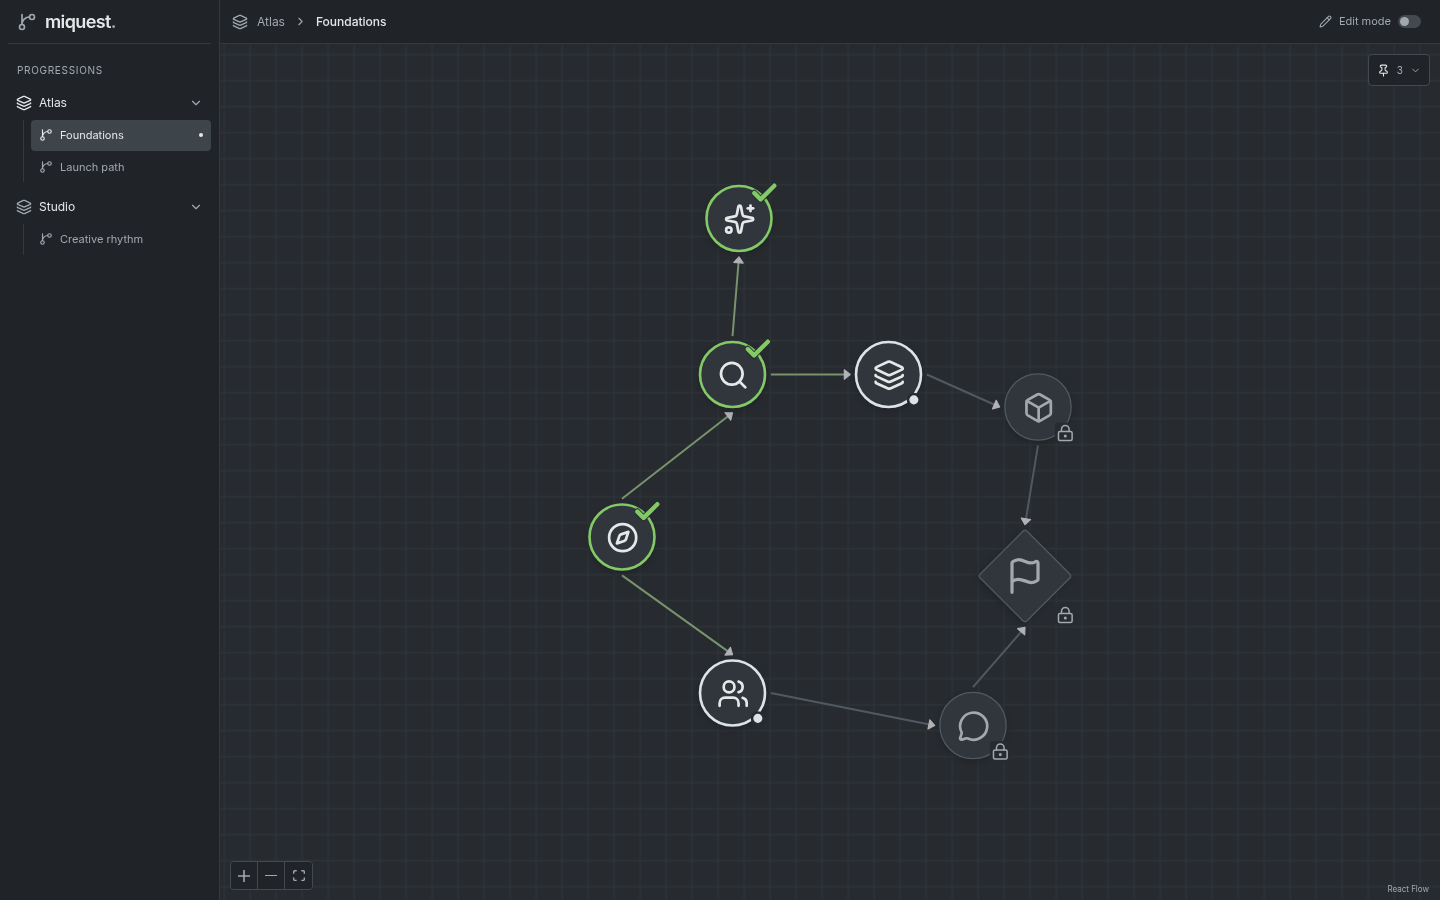 miquest.
Atlas
Foundations
Edit mode
PROGRESSIONS
3
Atlas
Foundations
Launch path
Studio
Creative rhythm
React Flow